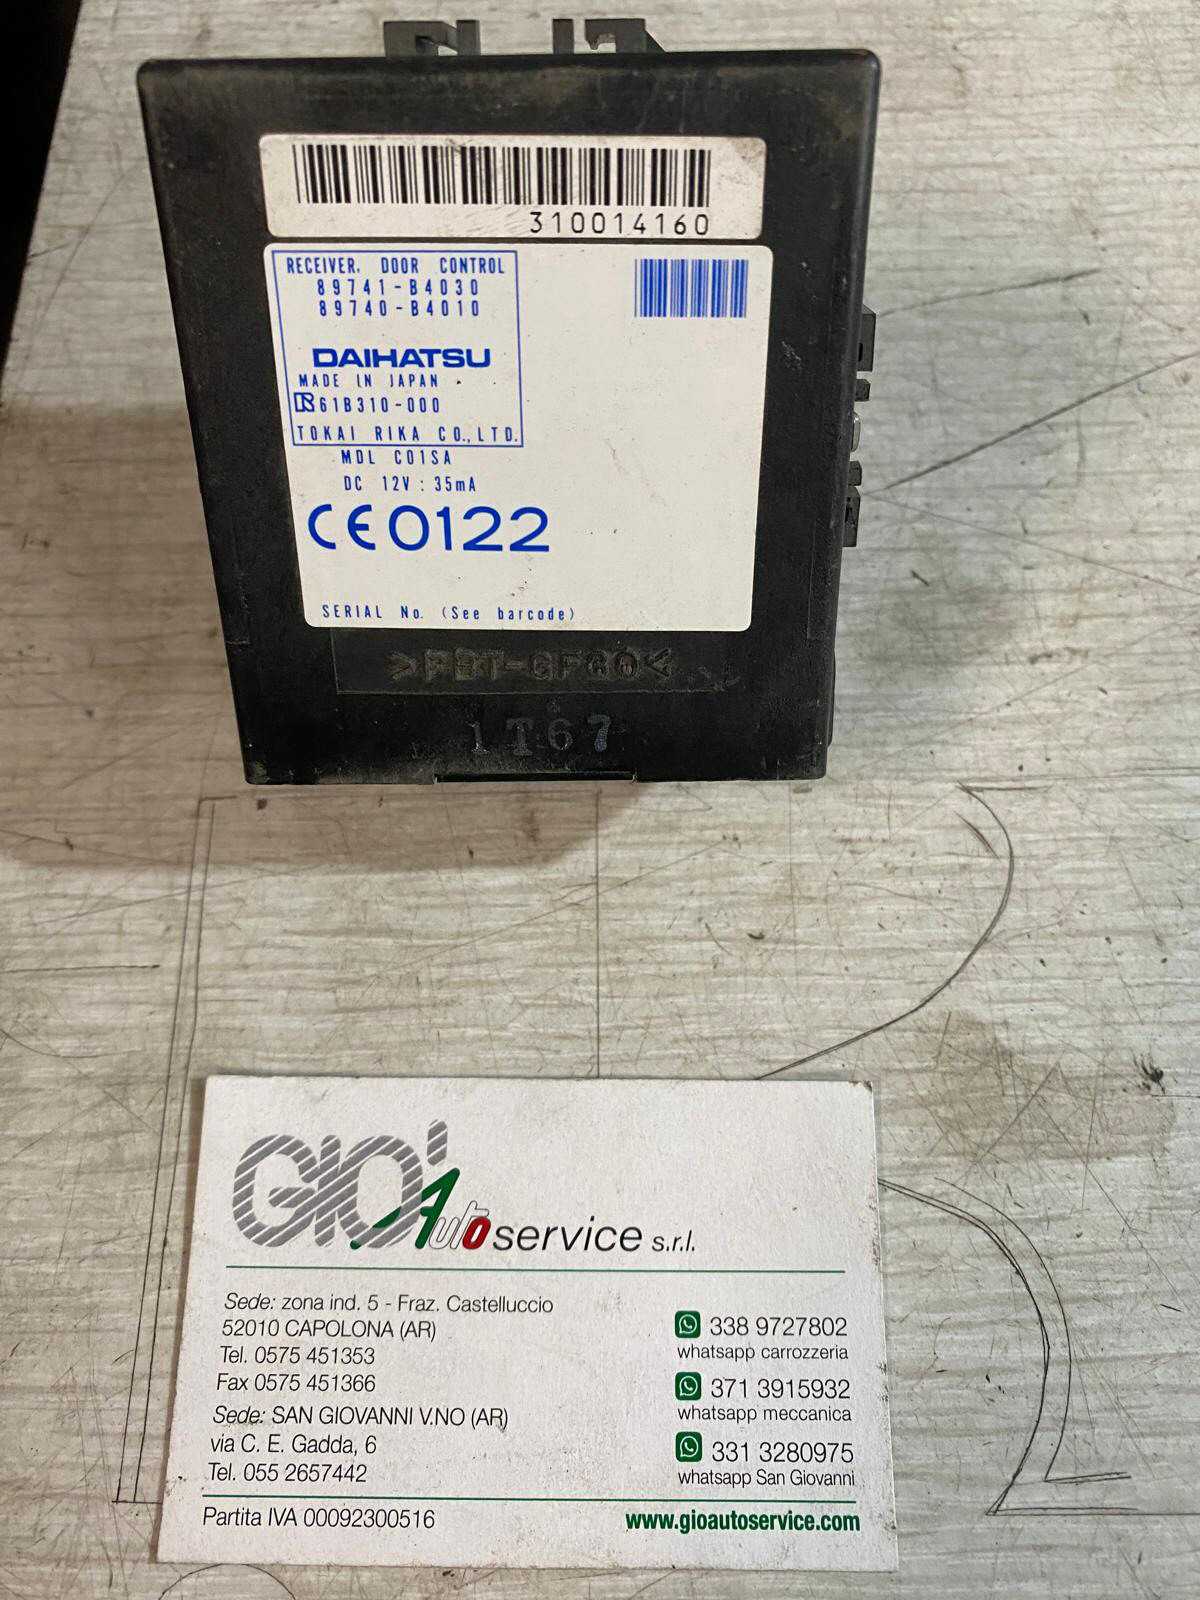 310014160
RECEIVER, DOOR CONTROL
89741-B4030
89740-B4010
DAIHATSU
MADE IN JAPAN
R 61B310-000
TOKAI RIKA CO.,LTD.
MDL C01SA
DC 12V : 35mA
CE0122
SERIAL No. (See barcode)
1T67
GIO' Auto service s.r.l.
Sede: zona ind. 5 - Fraz. Castelluccio
52010 CAPOLONA (AR)
Tel. 0575 451353
Fax 0575 451366
Sede: SAN GIOVANNI V.NO (AR)
via C. E. Gadda, 6
Tel. 055 2657442
338 9727802
whatsapp carrozzeria
371 3915932
whatsapp meccanica
331 3280975
whatsapp San Giovanni
Partita IVA 00092300516
www.gioautoservice.com